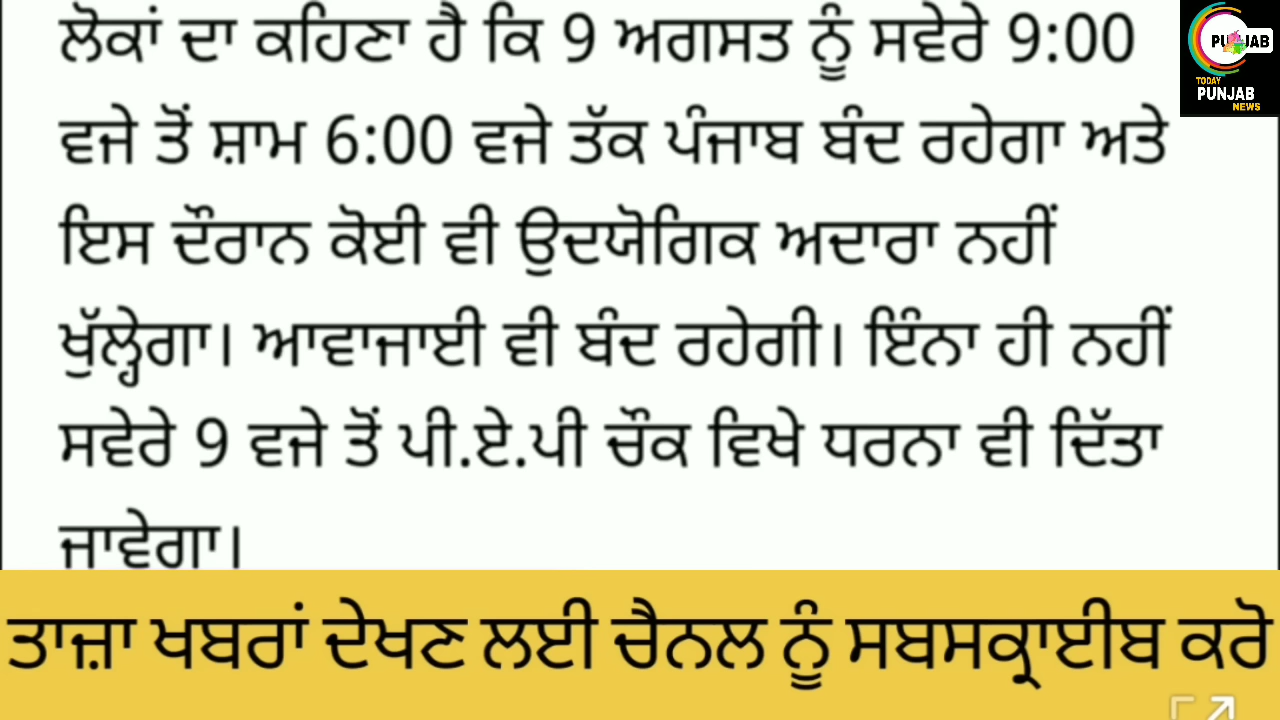 ਲੋਕਾਂ ਦਾ ਕਹਿਣਾ ਹੈ ਕਿ 9 ਅਗਸਤ ਨੂੰ ਸਵੇਰੇ 9:00
ਵਜੇ ਤੋਂ ਸ਼ਾਮ 6:00 ਵਜੇ ਤੱਕ ਪੰਜਾਬ ਬੰਦ ਰਹੇਗਾ ਅਤੇ
ਇਸ ਦੌਰਾਨ ਕੋਈ ਵੀ ਉਦਯੋਗਿਕ ਅਦਾਰਾ ਨਹੀਂ
ਖੁੱਲ੍ਹੇਗਾ। ਆਵਾਜਾਈ ਵੀ ਬੰਦ ਰਹੇਗੀ। ਇੰਨਾ ਹੀ ਨਹੀਂ
ਸਵੇਰੇ 9 ਵਜੇ ਤੋਂ ਪੀ.ਏ.ਪੀ ਚੌਕ ਵਿਖੇ ਧਰਨਾ ਵੀ ਦਿੱਤਾ
ਜਾਵੇਗਾ।
ਤਾਜ਼ਾ ਖਬਰਾਂ ਦੇਖਣ ਲਈ ਚੈਨਲ ਨੂੰ ਸਬਸਕ੍ਰਾਈਬ ਕਰੋ
PUNJAB
TODAY
PUNJAB
NEWS